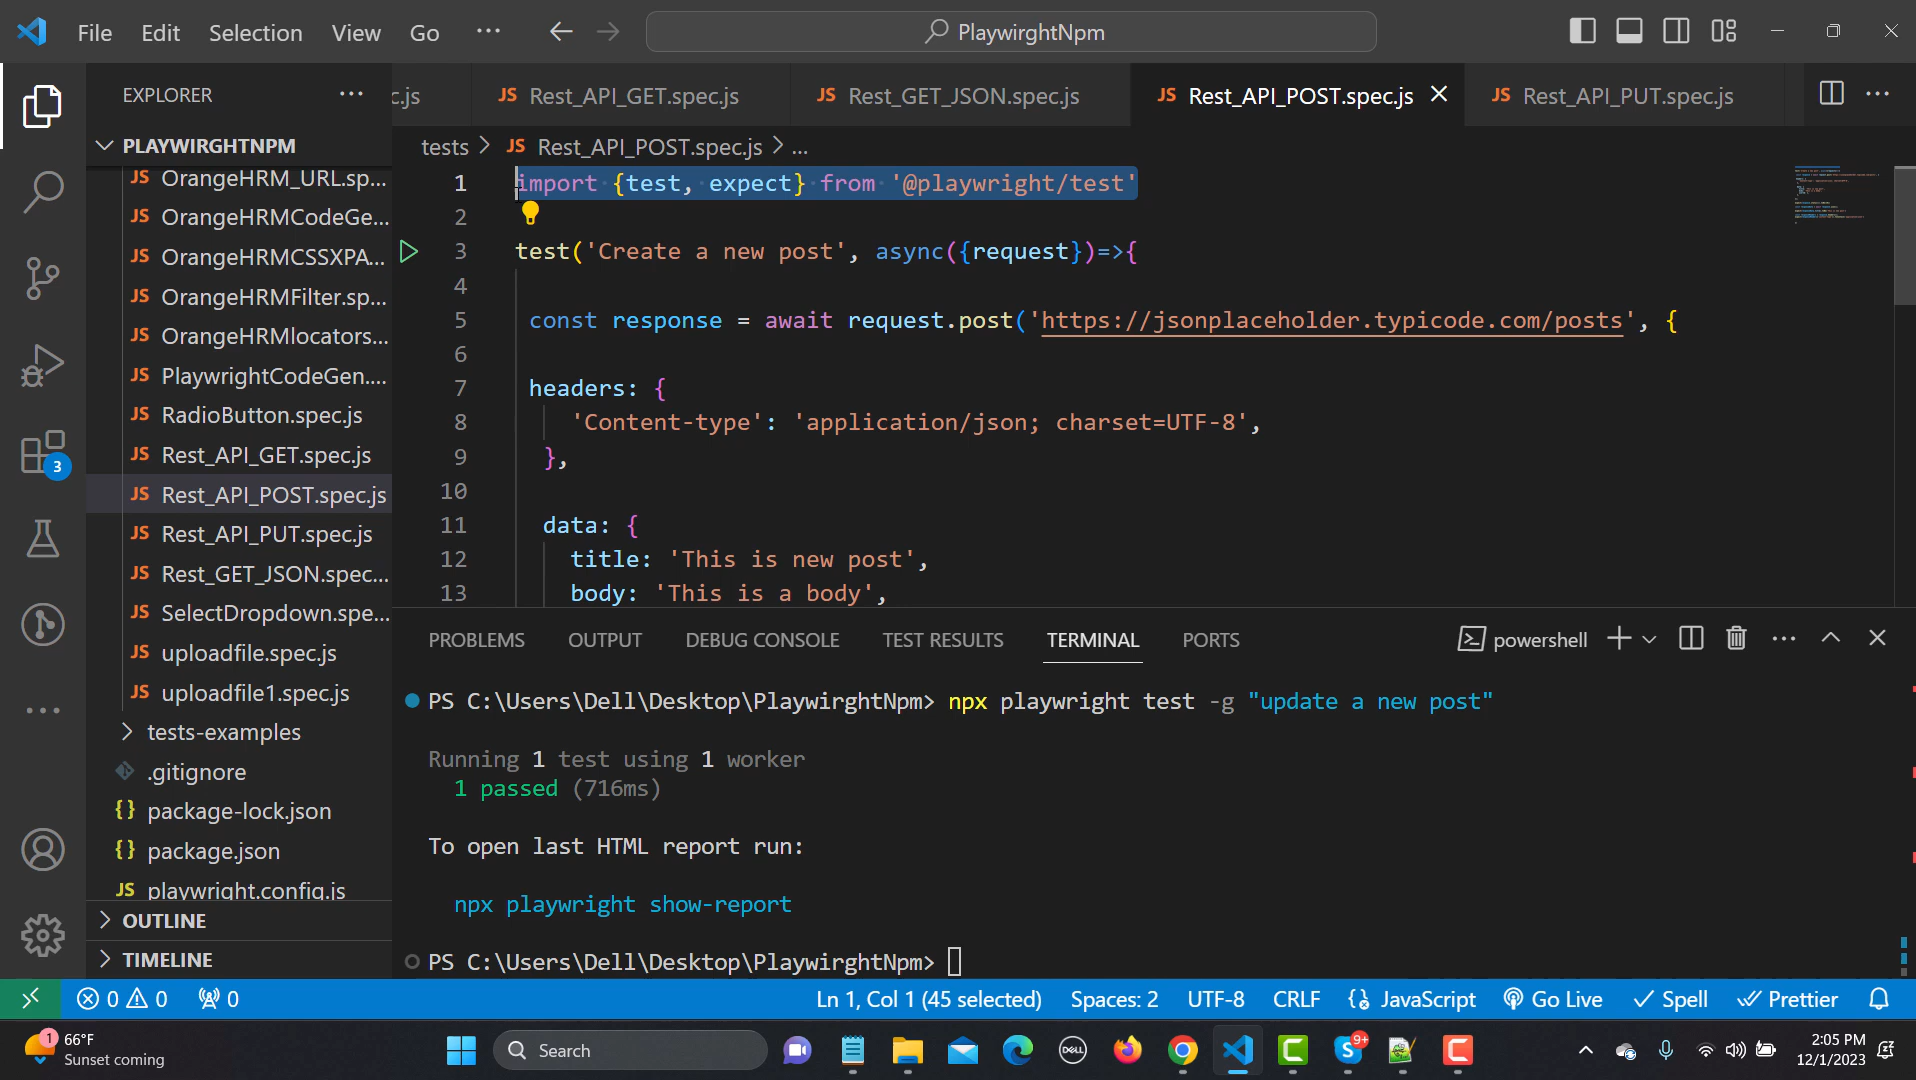 File Edit Selection View Go ...
PlaywirghtNpm
EXPLORER ...
PLAYWIRGHTNPM
JS OrangeHRM_URL.sp...
JS OrangeHRMCodeGe...
JS OrangeHRMCSSXPA...
JS OrangeHRMFilter.sp...
JS OrangeHRMlocators...
JS PlaywrightCodeGen....
JS RadioButton.spec.js
JS Rest_API_GET.spec.js
JS Rest_API_POST.spec.js
JS Rest_API_PUT.spec.js
JS Rest_GET_JSON.spec...
JS SelectDropdown.spe...
JS uploadfile.spec.js
JS uploadfile1.spec.js
tests-examples
.gitignore
{} package-lock.json
{} package.json
JS playwright.config.js
OUTLINE
TIMELINE
3
c.js JS Rest_API_GET.spec.js JS Rest_GET_JSON.spec.js JS Rest_API_POST.spec.js JS Rest_API_PUT.spec.js
tests > JS Rest_API_POST.spec.js > ...
1 import {test, expect} from '@playwright/test'
2
3 test('Create a new post', async({request})=>{
4
5 const response = await request.post('https://jsonplaceholder.typicode.com/posts', {
6
7 headers: {
8 'Content-type': 'application/json; charset=UTF-8',
9 },
10
11 data: {
12 title: 'This is new post',
13 body: 'This is a body',
PROBLEMS OUTPUT DEBUG CONSOLE TEST RESULTS TERMINAL PORTS powershell
PS C:\Users\Dell\Desktop\PlaywirghtNpm> npx playwright test -g "update a new post"
Running 1 test using 1 worker
1 passed (716ms)
To open last HTML report run:
npx playwright show-report
PS C:\Users\Dell\Desktop\PlaywirghtNpm>
0 0 0 Ln 1, Col 1 (45 selected) Spaces: 2 UTF-8 CRLF {} JavaScript Go Live Spell Prettier
1 66°F
Sunset coming
Search
DELL
9+
2:05 PM
12/1/2023